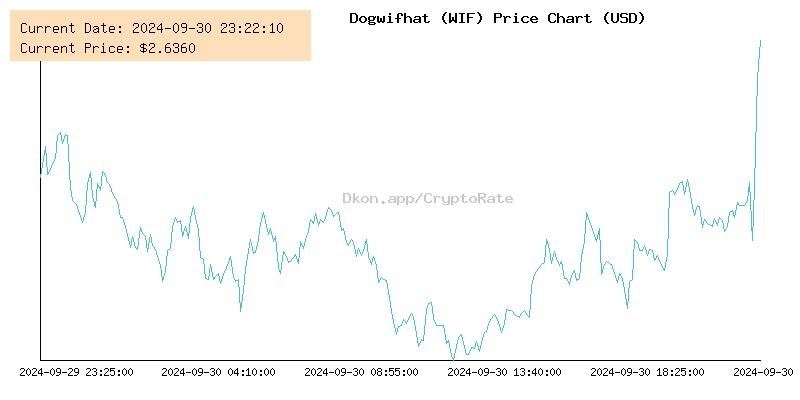 Dogwifhat (WIF) Price Chart (USD)
Current Date: 2024-09-30 23:22:10
Current Price: $2.6360
Dkon.app/CryptoRate
2024-09-29 23:25:00 2024-09-30 04:10:00 2024-09-30 08:55:00 2024-09-30 13:40:00 2024-09-30 18:25:00 2024-09-30